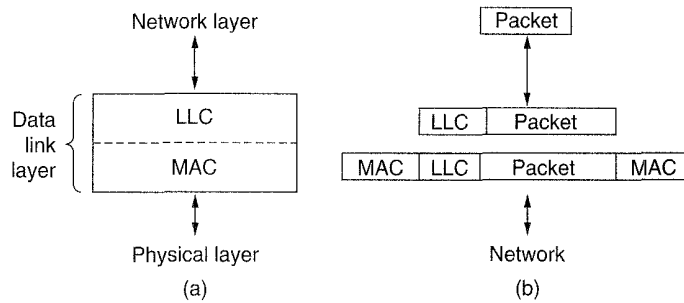 Network layer
Data
link
layer
LLC
MAC
Physical layer
(a)
Packet
LLC Packet
MAC LLC Packet MAC
Network
(b)